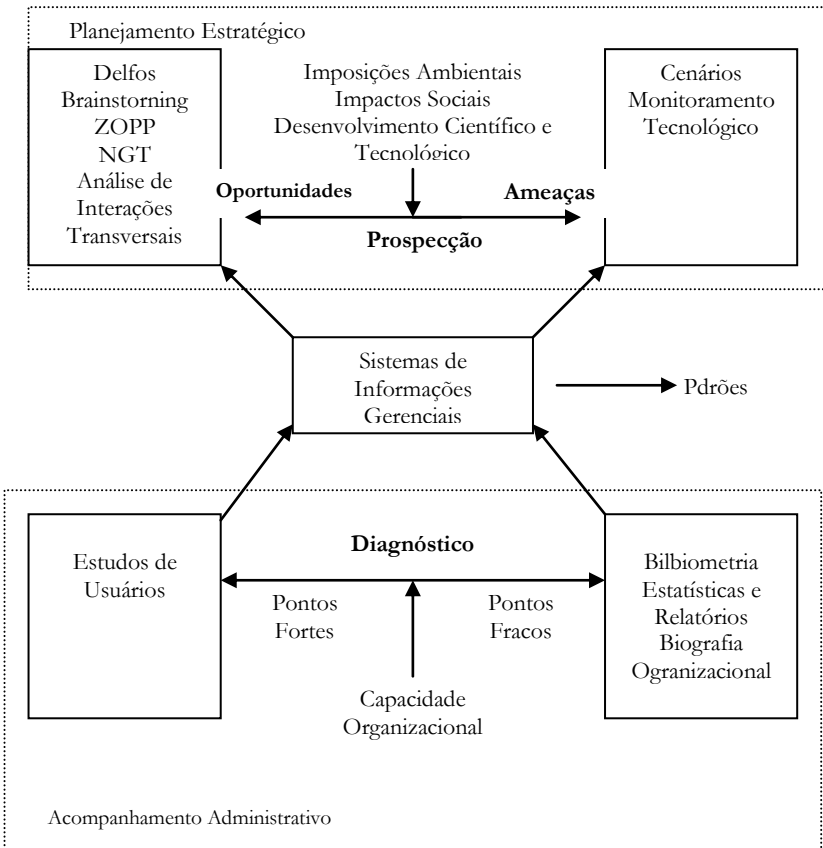 Planejamento Estratégico
Delfos
Brainstorning
ZOPP
NGT
Análise de
Interações
Transversais
Imposições Ambientais
Impactos Sociais
Desenvolvimento Científico e
Tecnológico
Oportunidades
Ameaças
Prospecção
Cenários
Monitoramento
Tecnológico
Sistemas de
Informações
Gerenciais
Pdrões
Estudos de
Usuários
Diagnóstico
Pontos
Fortes
Pontos
Fracos
Capacidade
Organizacional
Bilbiometria
Estatísticas e
Relatórios
Biografia
Ogranizacional
Acompanhamento Administrativo